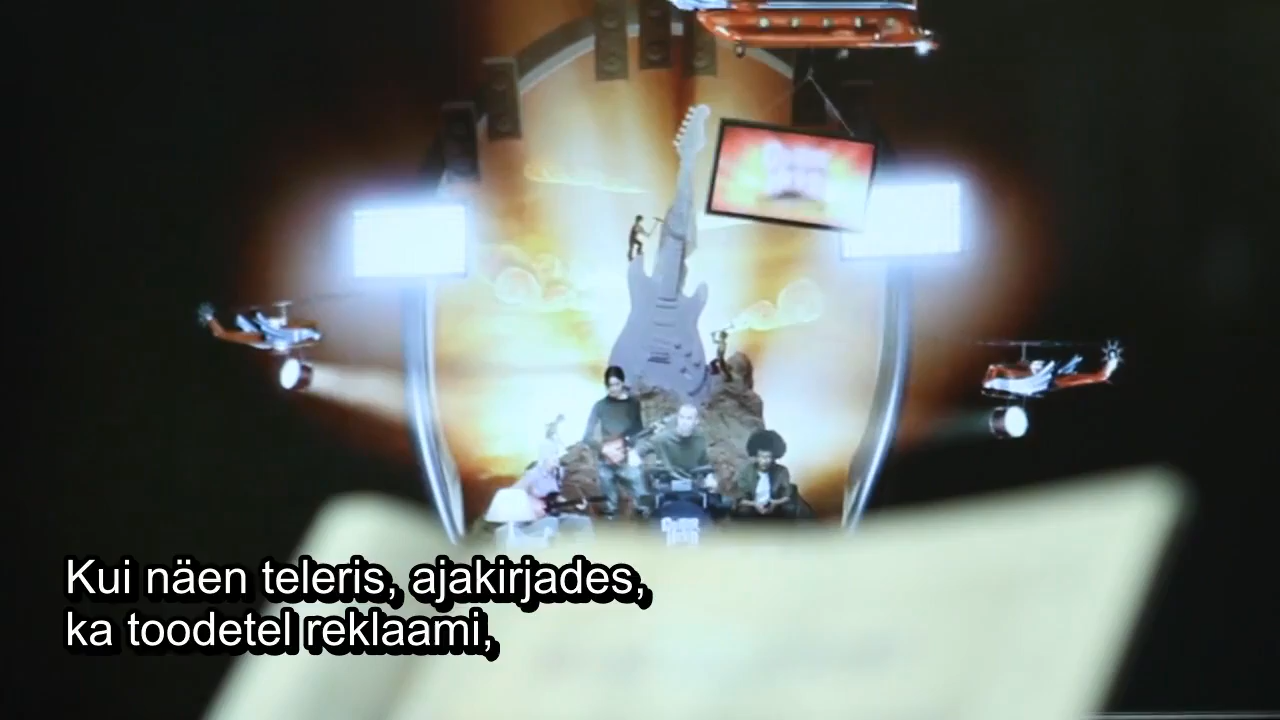 Kui näen teleris, ajakirjades,
ka toodetel reklaami,